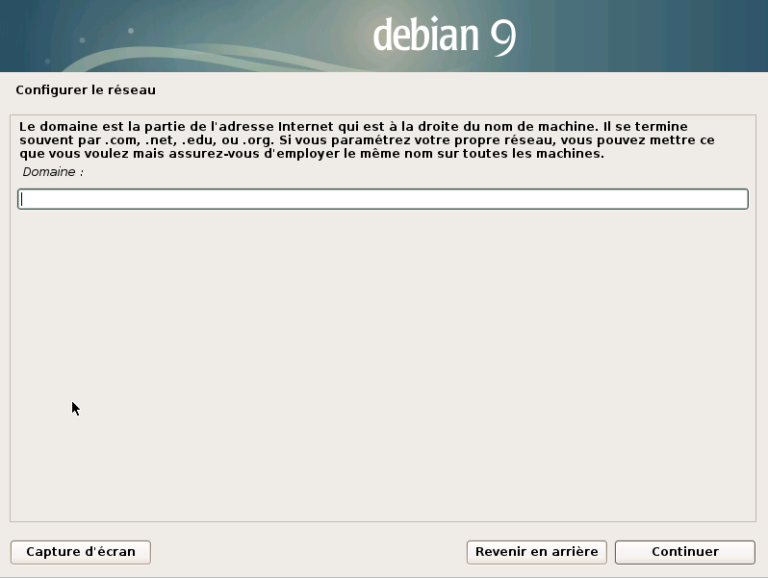 debian 9
Configurer le réseau
Le domaine est la partie de l'adresse Internet qui est à la droite du nom de machine. Il se termine
souvent par .com, .net, .edu, ou .org. Si vous paramétrez votre propre réseau, vous pouvez mettre ce
que vous voulez mais assurez-vous d'employer le même nom sur toutes les machines.
Domaine :
Capture d'écran
Revenir en arrière
Continuer